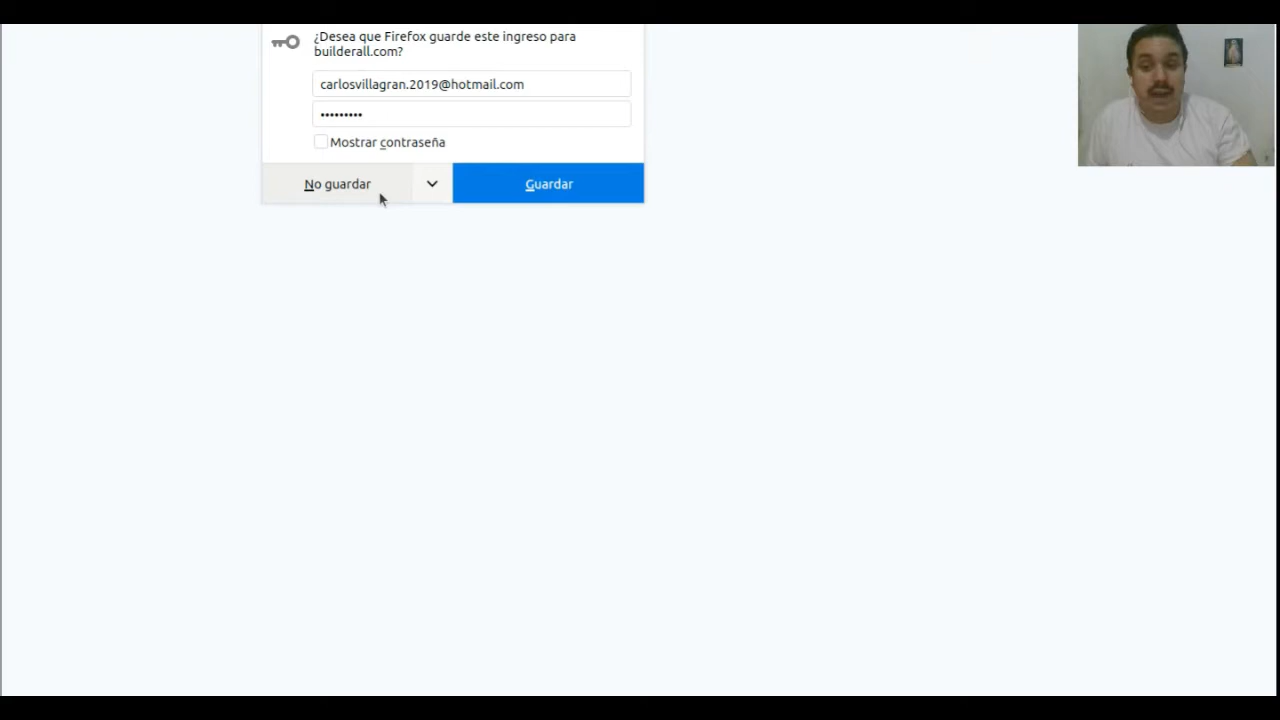 ¿Desea que Firefox guarde este ingreso para
builderall.com?
carlosvillagran.2019@hotmail.com
•••••••••
Mostrar contraseña
No guardar
Guardar